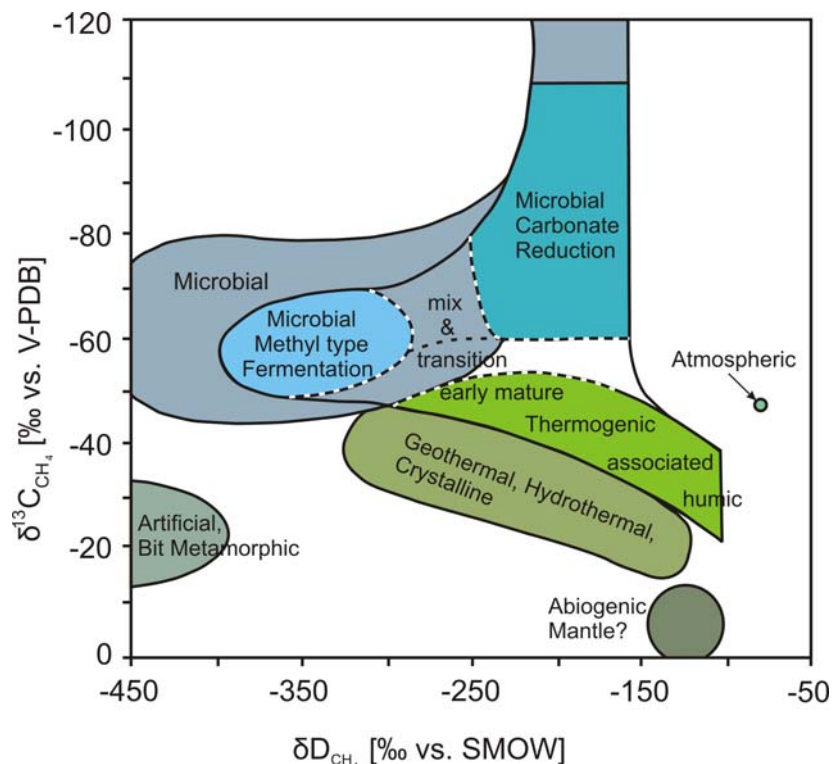 -120
-100
-80
-60
-40
-20
0
δ¹³C_CH₄ [‰ vs. V-PDB]
Microbial
Carbonate
Reduction
Microbial
mix
&
transition
Microbial
Methyl type
Fermentation
Atmospheric
early mature
Thermogenic
associated
humic
Geothermal, Hydrothermal,
Crystalline
Artificial,
Bit Metamorphic
Abiogenic
Mantle?
-450
-350
-250
-150
-50
δD_CH₄ [‰ vs. SMOW]